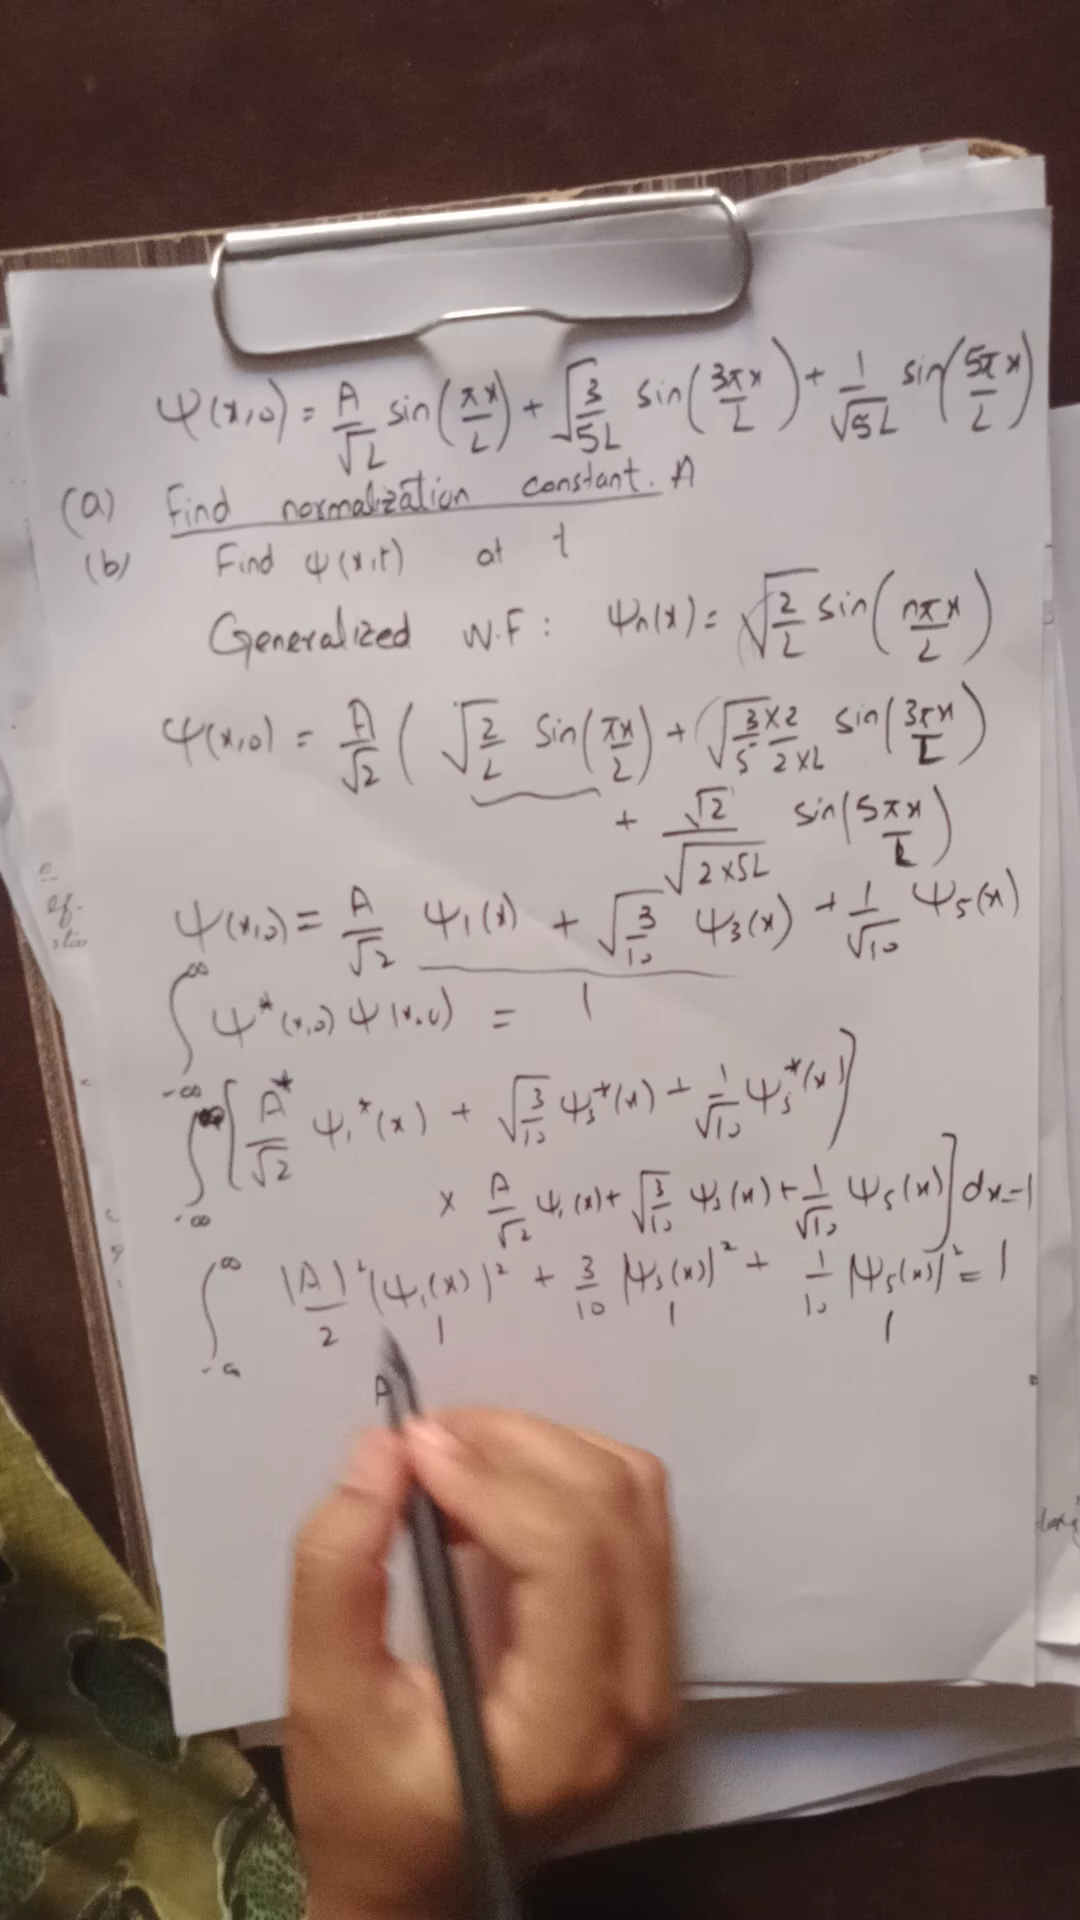 Ψ(x,0) = A/√L sin(πx/L) + √(3/5L) sin(3πx/L) + 1/√5L sin(5πx/L)
(a) Find normalization constant. A
(b) Find Ψ(x,t) at t
Generalized W.F : Ψn(x) = √(2/L) sin(nπx/L)
Ψ(x,0) = A/√2 ( √(2/L) sin(πx/L) + √(3×2/5 2×L) sin(3πx/L)
+ √2/√(2×5L) sin(5πx/L)
Ψ(x,0) = A/√2 Ψ1(x) + √(3/10) Ψ3(x) + 1/√10 Ψ5(x)
∫ ∞ -∞ Ψ*(x,0) Ψ(x,0) = 1
∫ ∞ -∞ [A*/√2 Ψ1*(x) + √(3/10) Ψ3*(x) + 1/√10 Ψ5*(x)]
× A/√2 Ψ1(x) + √(3/10) Ψ3(x) + 1/√10 Ψ5(x)] dx = 1
∫ ∞ |A|²/2 |Ψ1(x)|² + 3/10 |Ψ3(x)|² + 1/10 |Ψ5(x)|² = 1
1 1 1
A